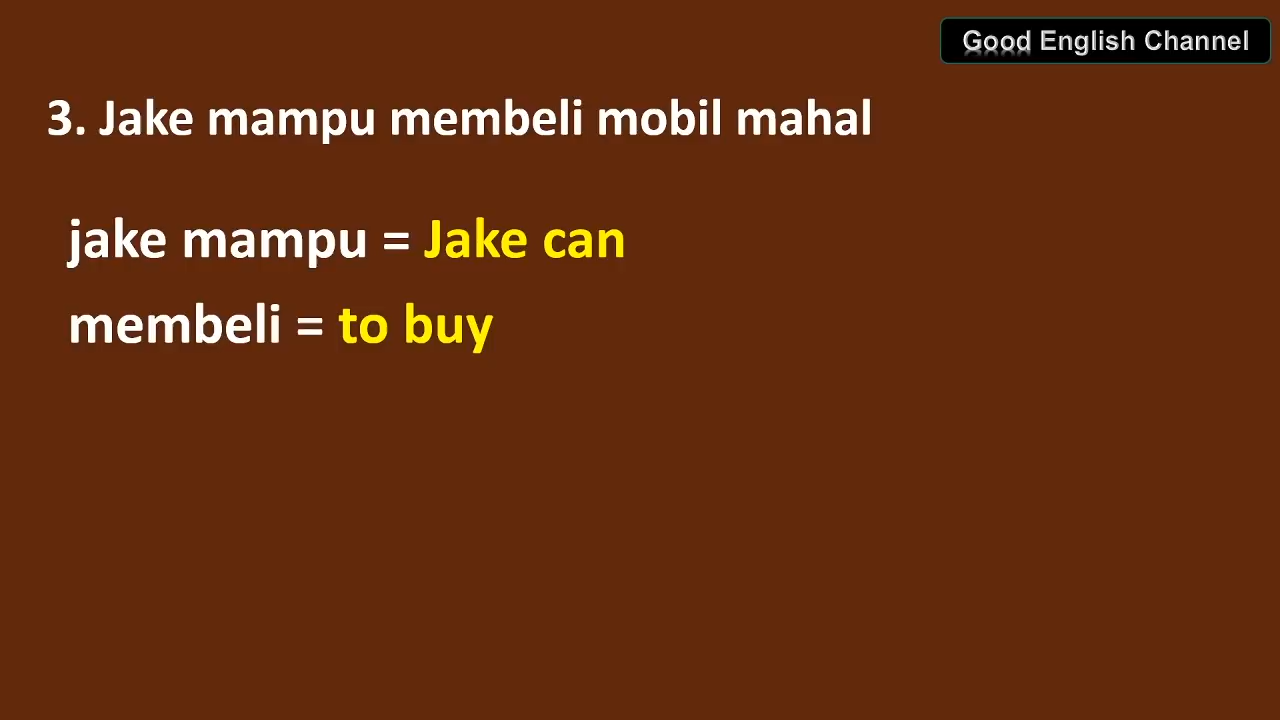 Good English Channel
3. Jake mampu membeli mobil mahal
jake mampu = Jake can
membeli = to buy